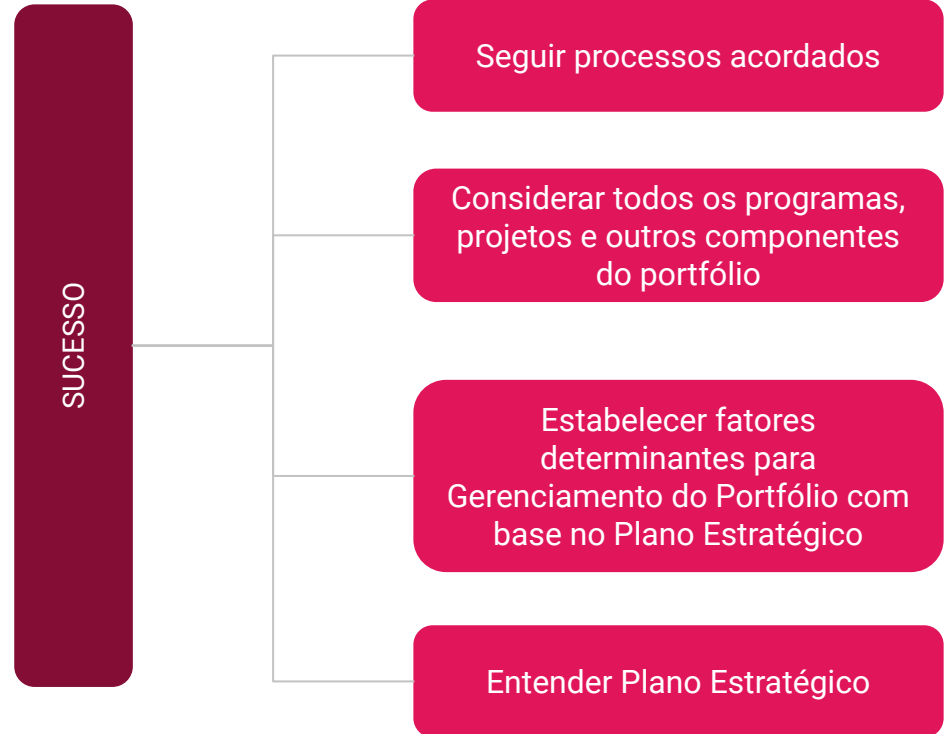 SUCESSO
Seguir processos acordados
Considerar todos os programas,
projetos e outros componentes
do portfólio
Estabelecer fatores
determinantes para
Gerenciamento do Portfólio com
base no Plano Estratégico
Entender Plano Estratégico